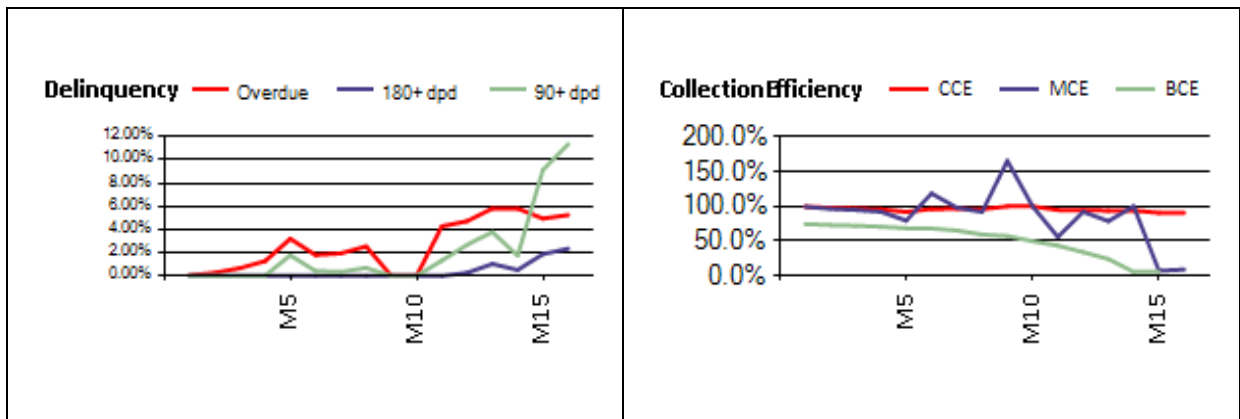 Delinquency Overdue 180+ dpd 90+ dpd
12.00%
10.00%
8.00%
6.00%
4.00%
2.00%
0.00%
M5
M10
M15
Collection Efficiency CCE MCE BCE
200.0%
150.0%
100.0%
50.0%
0.0%
M5
M10
M15